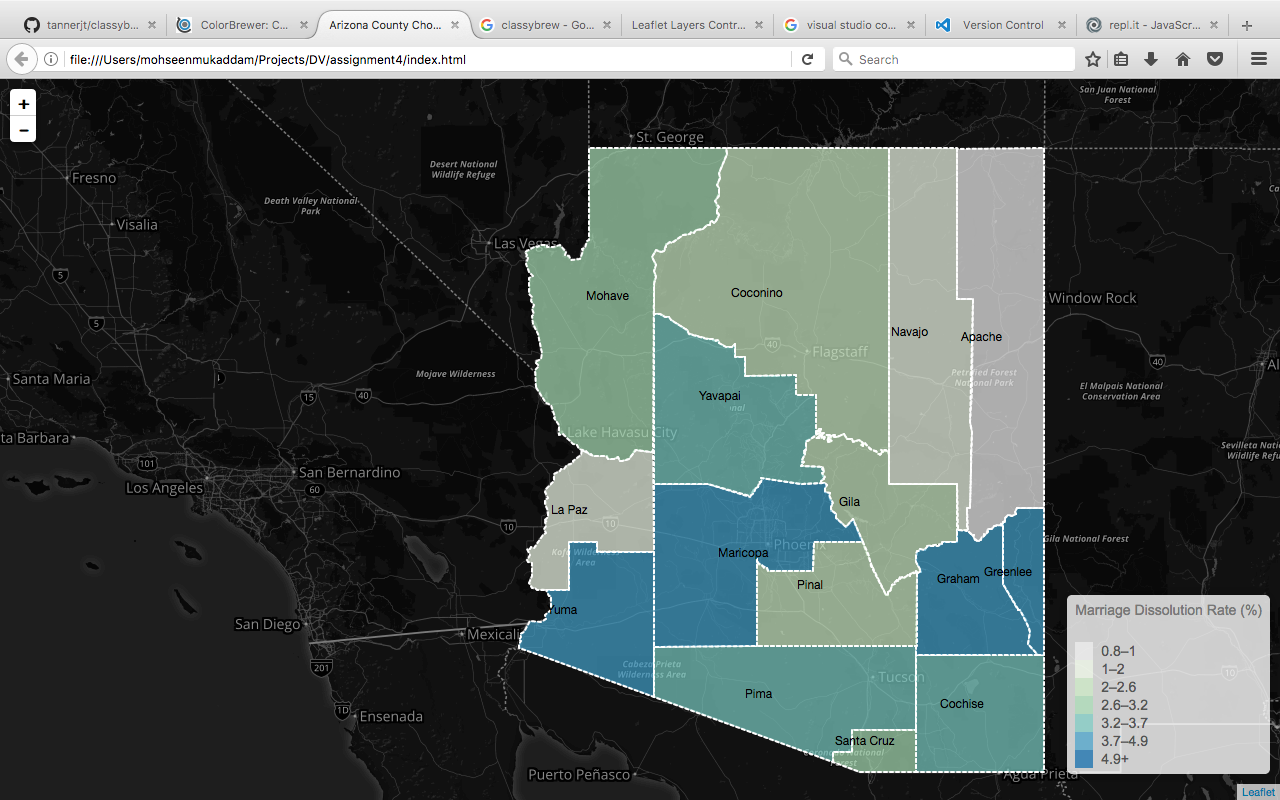 tannerjt/classyb...
ColorBrewer: C...
Arizona County Cho...
classybrew - Go...
Leaflet Layers Contr...
visual studio co...
Version Control
repl.it - JavaScr...
file:///Users/mohseenmukaddam/Projects/DV/assignment4/index.html
Search
+
−
San Juan National
Forest
St. George
Desert National
Wildlife Refuge
Fresno
Death Valley National
Park
Visalia
Las Vegas
5
Mohave
Coconino
Window Rock
5
Navajo
Apache
40
Flagstaff
40
Santa Maria
Mojave Wilderness
Petrified Forest
National Park
El Malpais National
Conservation Area
15
40
Yavapai
Lake Havasu City
ta Barbara
101
San Bernardino
Sevilleta Nation
Wildlife Refu
60
Los Angeles
La Paz
Gila
10
10
Gila National Forest
Kofa Wilderness
Area
Maricopa
Phoenix
Graham
Greenlee
Pinal
Yuma
San Diego
Mexicali
201
Cabeza Prieta
Wilderness Area
Tucson
Pima
Cochise
1D
Ensenada
Santa Cruz
Coronado National
Forest
Puerto Peñasco
Agua Prieta
Marriage Dissolution Rate (%)
0.8–1
1–2
2–2.6
2.6–3.2
3.2–3.7
3.7–4.9
4.9+
10
Leaflet